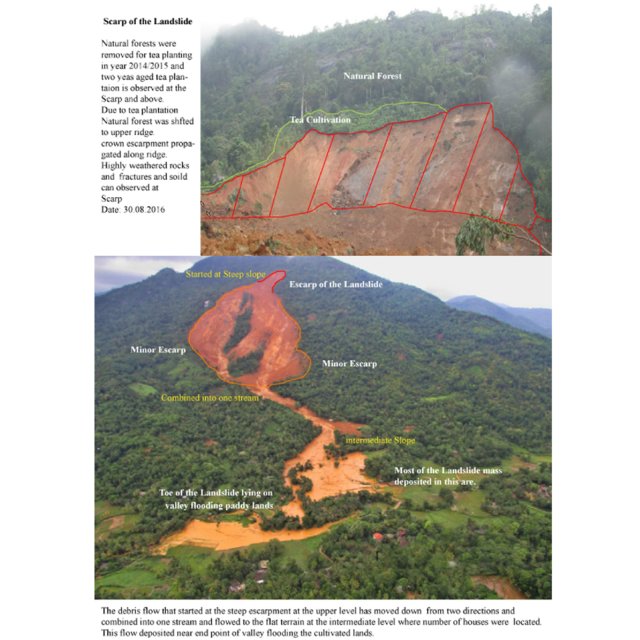 Scarp of the Landslide
Natural forests were
removed for tea planting
in year 2014/2015 and
two yeas aged tea plan-
taion is observed at the
Scarp and above.
Due to tea plantation
Natural forest was shfted
to upper ridge.
crown escarpment propa-
gated along ridge.
Highly weathered rocks
and fractures and soild
can observed at
Scarp
Date: 30.08.2016
Natural Forest
Tea Cultivation
Started at Steep slope
Escarp of the Landslide
Minor Escarp
Minor Escarp
Combined into one stream
intermediate Slope
Most of the Landslide mass
deposited in this are.
Toe of the Landslide lying on
valley flooding paddy lands
The debris flow that started at the steep escarpment at the upper level has moved down from two directions and
combined into one stream and flowed to the flat terrain at the intermediate level where number of houses were located.
This flow deposited near end point of valley flooding the cultivated lands.